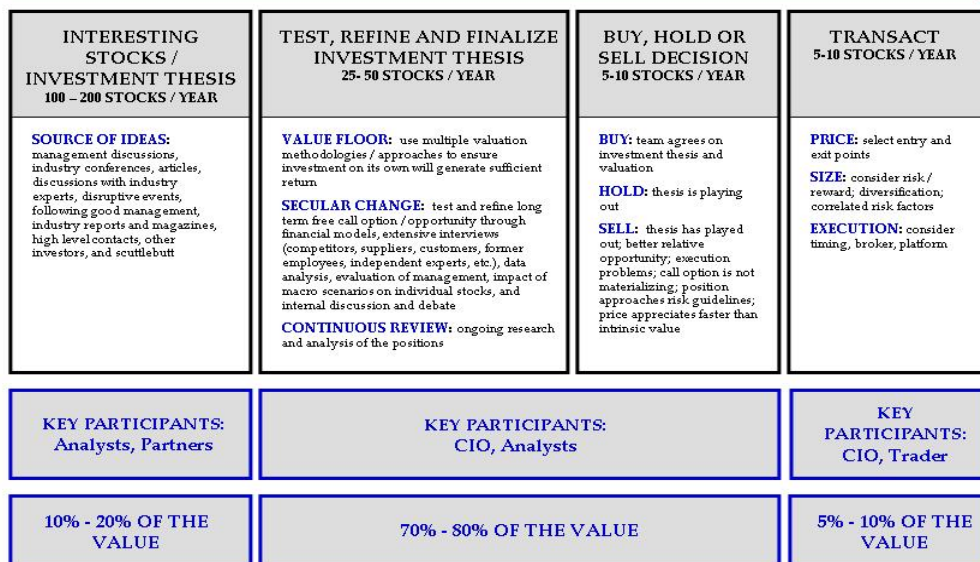 INTERESTING
STOCKS /
INVESTMENT THESIS
100 – 200 STOCKS / YEAR
SOURCE OF IDEAS:
management discussions,
industry conferences, articles,
discussions with industry
experts, disruptive events,
following good management,
industry reports and magazines,
high level contacts, other
investors, and scuttlebutt
TEST, REFINE AND FINALIZE
INVESTMENT THESIS
25- 50 STOCKS / YEAR
VALUE FLOOR: use multiple valuation
methodologies / approaches to ensure
investment on its own will generate sufficient
return
SECULAR CHANGE: test and refine long
term free call option / opportunity through
financial models, extensive interviews
(competitors, suppliers, customers, former
employees, independent experts, etc.), data
analysis, evaluation of management, impact of
macro scenarios on individual stocks, and
internal discussion and debate
CONTINUOUS REVIEW: ongoing research
and analysis of the positions
BUY, HOLD OR
SELL DECISION
5-10 STOCKS / YEAR
BUY: team agrees on
investment thesis and
valuation
HOLD: thesis is playing
out
SELL: thesis has played
out; better relative
opportunity; execution
problems; call option is not
materializing; position
approaches risk guidelines;
price appreciates faster than
intrinsic value
TRANSACT
5-10 STOCKS / YEAR
PRICE: select entry and
exit points
SIZE: consider risk /
reward; diversification;
correlated risk factors
EXECUTION: consider
timing, broker, platform
KEY PARTICIPANTS:
Analysts, Partners
KEY PARTICIPANTS:
CIO, Analysts
KEY
PARTICIPANTS:
CIO, Trader
10% - 20% OF THE
VALUE
70% - 80% OF THE VALUE
5% - 10% OF THE
VALUE